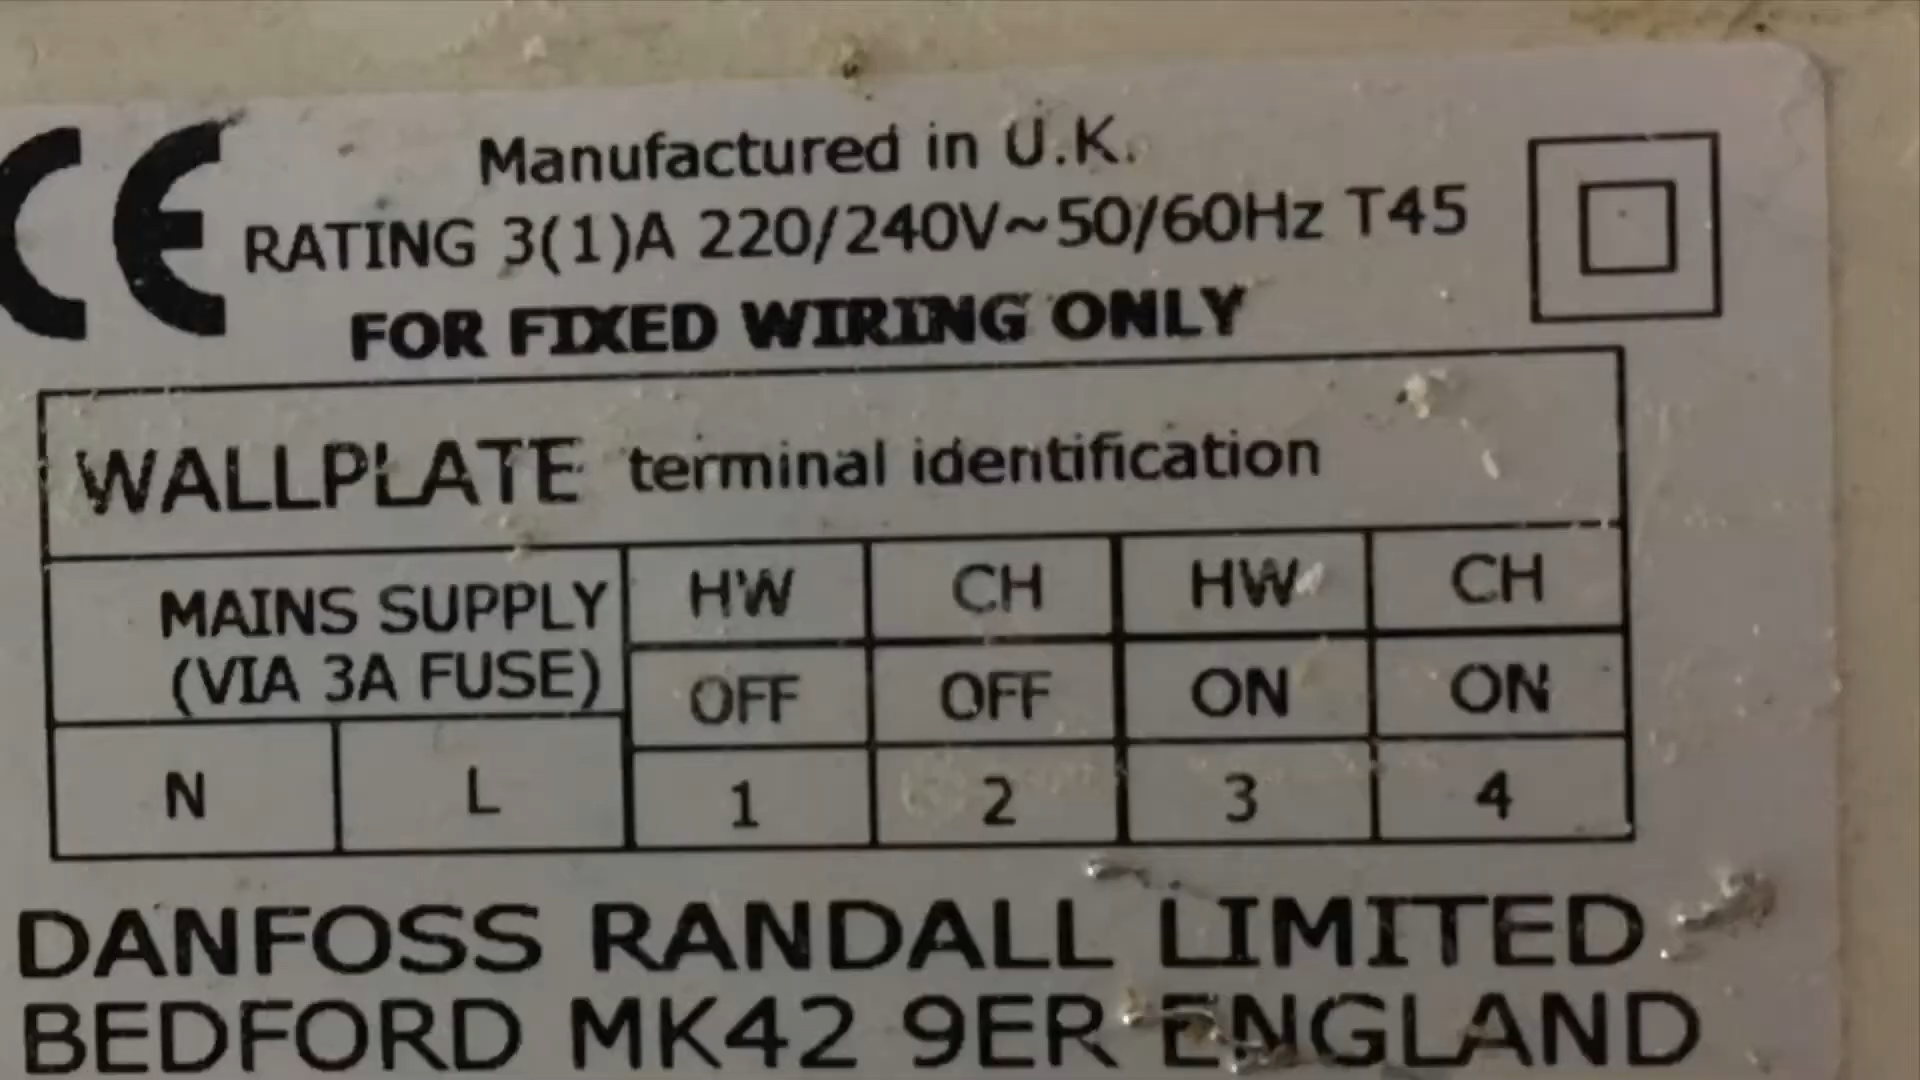 CE
Manufactured in U.K.
RATING 3(1)A 220/240V~50/60Hz T45
FOR FIXED WIRING ONLY
WALLPLATE terminal identification
MAINS SUPPLY
(VIA 3A FUSE)
HW CH HW CH
OFF OFF ON ON
N L 1 2 3 4
DANFOSS RANDALL LIMITED
BEDFORD MK42 9ER ENGLAND